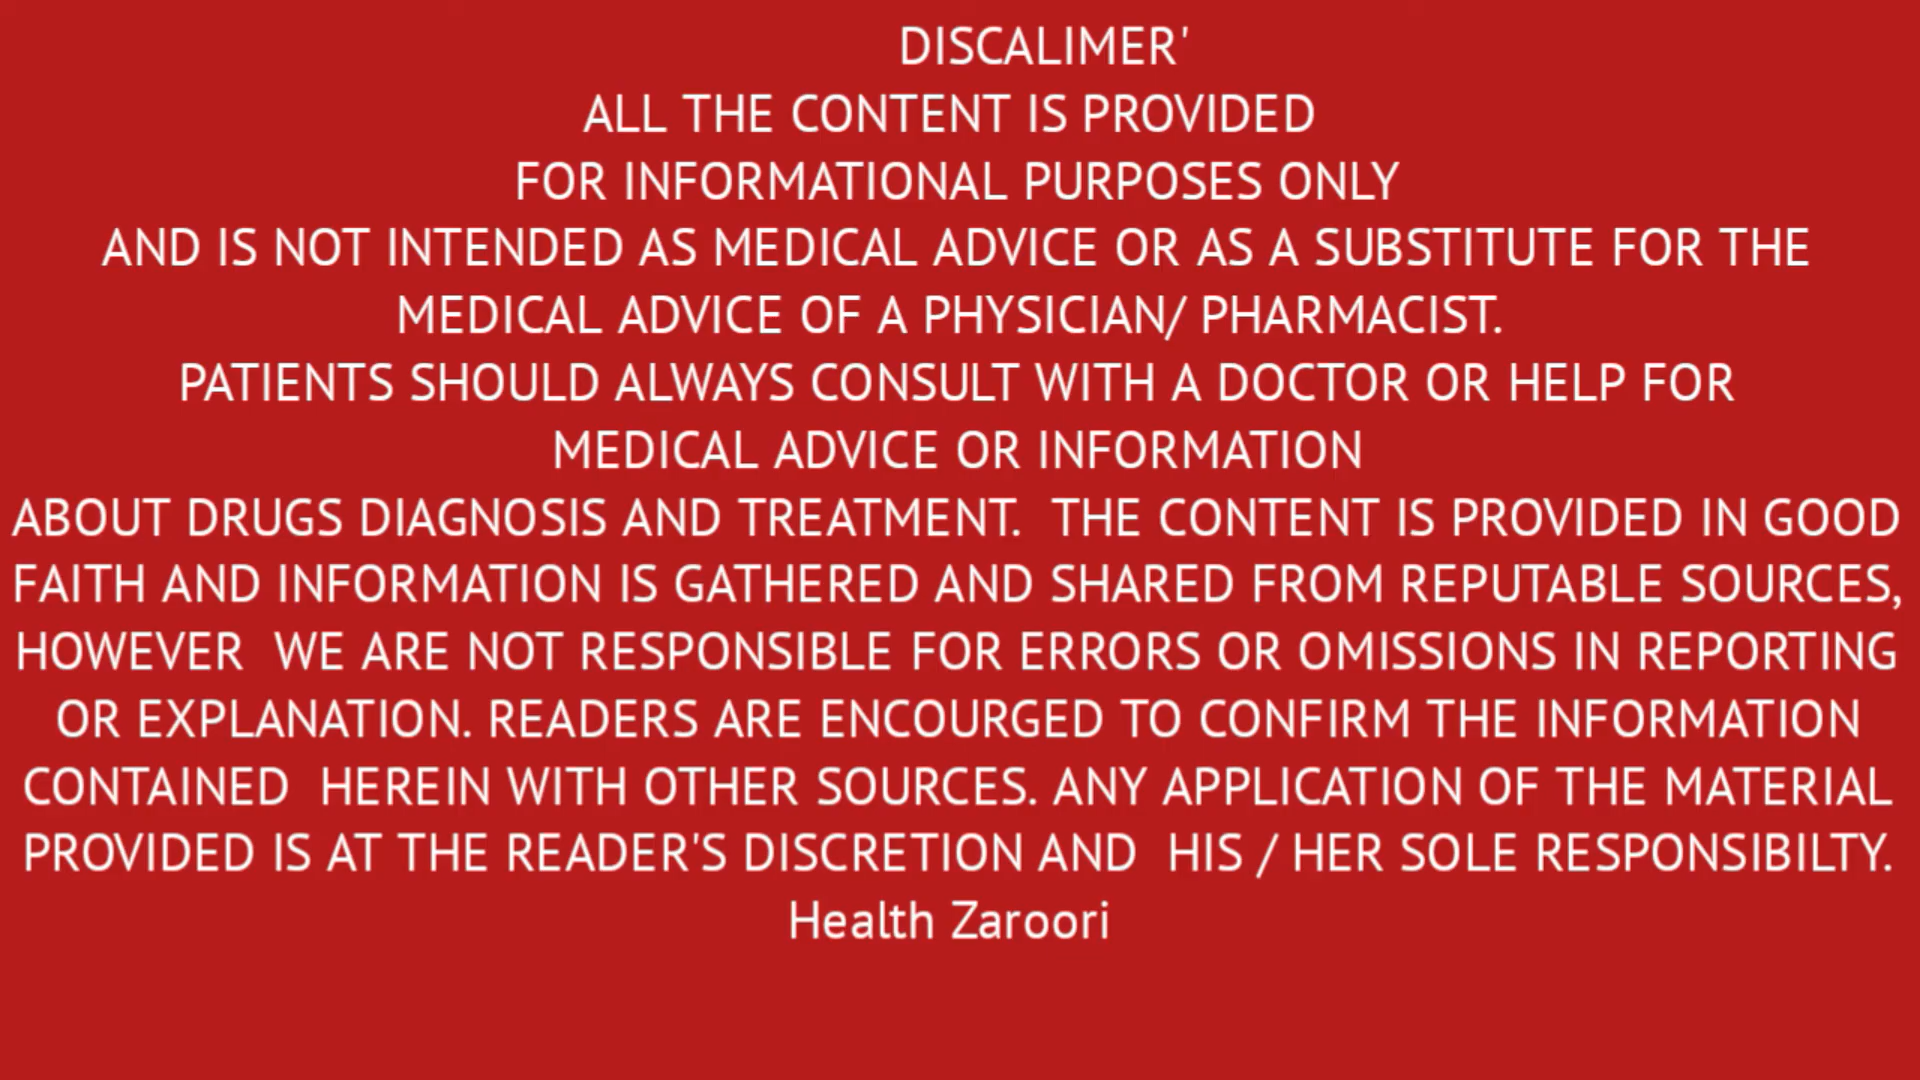 DISCALIMER'
ALL THE CONTENT IS PROVIDED
FOR INFORMATIONAL PURPOSES ONLY
AND IS NOT INTENDED AS MEDICAL ADVICE OR AS A SUBSTITUTE FOR THE
MEDICAL ADVICE OF A PHYSICIAN/ PHARMACIST.
PATIENTS SHOULD ALWAYS CONSULT WITH A DOCTOR OR HELP FOR
MEDICAL ADVICE OR INFORMATION
ABOUT DRUGS DIAGNOSIS AND TREATMENT.  THE CONTENT IS PROVIDED IN GOOD
FAITH AND INFORMATION IS GATHERED AND SHARED FROM REPUTABLE SOURCES,
HOWEVER  WE ARE NOT RESPONSIBLE FOR ERRORS OR OMISSIONS IN REPORTING
OR EXPLANATION. READERS ARE ENCOURGED TO CONFIRM THE INFORMATION
CONTAINED  HEREIN WITH OTHER SOURCES. ANY APPLICATION OF THE MATERIAL
PROVIDED IS AT THE READER'S DISCRETION AND  HIS / HER SOLE RESPONSIBILTY.
Health Zaroori